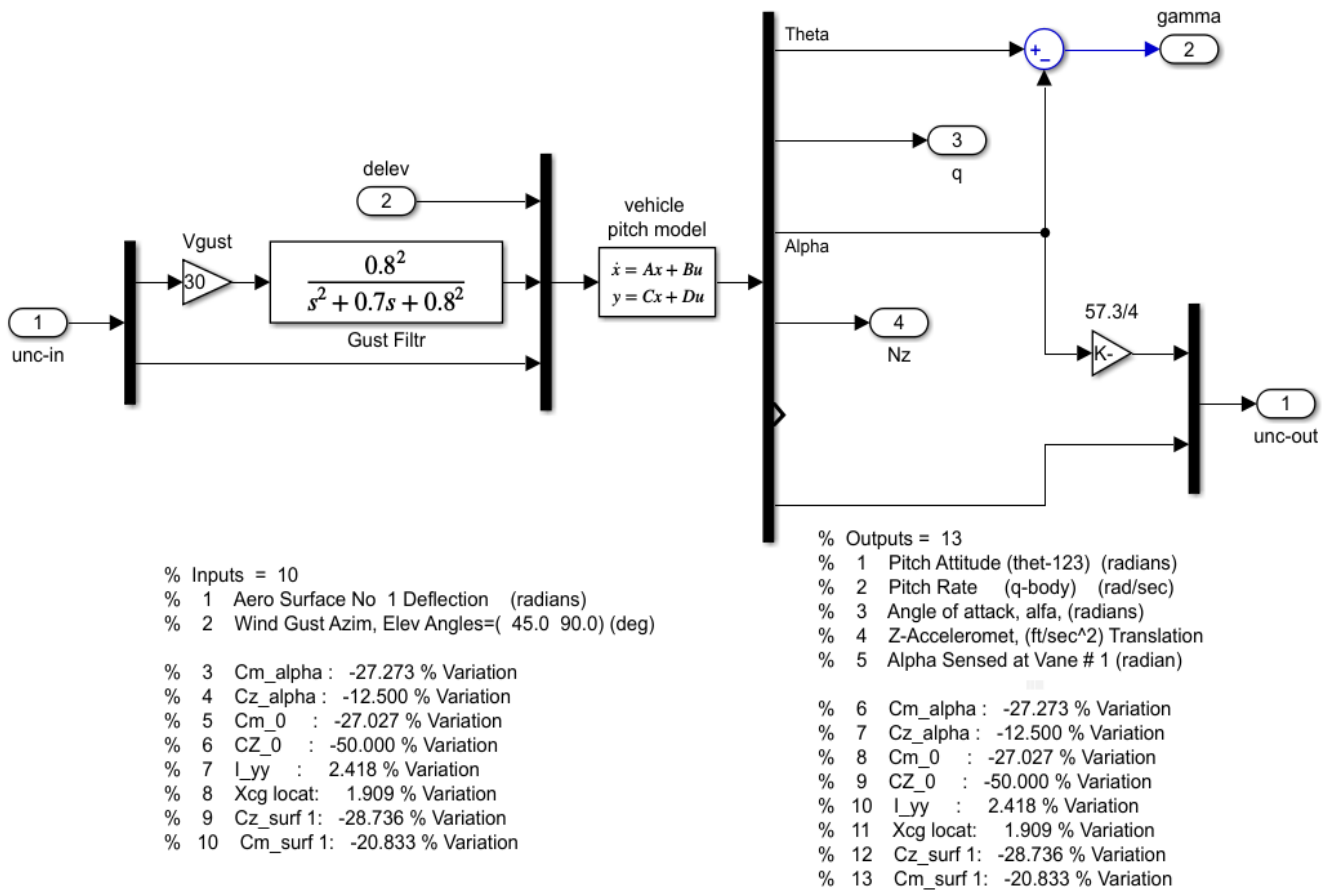 gamma
Theta
+
−
2
3
q
delev
2
vehicle
pitch model
Vgust
30
0.8²
s² + 0.7s + 0.8²
Gust Filtr
ẋ = Ax + Bu
y = Cx + Du
Alpha
1
unc-in
4
Nz
57.3/4
K-
1
unc-out
% Inputs = 10
% 1 Aero Surface No 1 Deflection (radians)
% 2 Wind Gust Azim, Elev Angles=( 45.0 90.0) (deg)
% 3 Cm_alpha : -27.273 % Variation
% 4 Cz_alpha : -12.500 % Variation
% 5 Cm_0 : -27.027 % Variation
% 6 CZ_0 : -50.000 % Variation
% 7 I_yy : 2.418 % Variation
% 8 Xcg locat: 1.909 % Variation
% 9 Cz_surf 1: -28.736 % Variation
% 10 Cm_surf 1: -20.833 % Variation
% Outputs = 13
% 1 Pitch Attitude (thet-123) (radians)
% 2 Pitch Rate (q-body) (rad/sec)
% 3 Angle of attack, alfa, (radians)
% 4 Z-Acceleromet, (ft/sec^2) Translation
% 5 Alpha Sensed at Vane # 1 (radian)
% 6 Cm_alpha : -27.273 % Variation
% 7 Cz_alpha : -12.500 % Variation
% 8 Cm_0 : -27.027 % Variation
% 9 CZ_0 : -50.000 % Variation
% 10 I_yy : 2.418 % Variation
% 11 Xcg locat: 1.909 % Variation
% 12 Cz_surf 1: -28.736 % Variation
% 13 Cm_surf 1: -20.833 % Variation